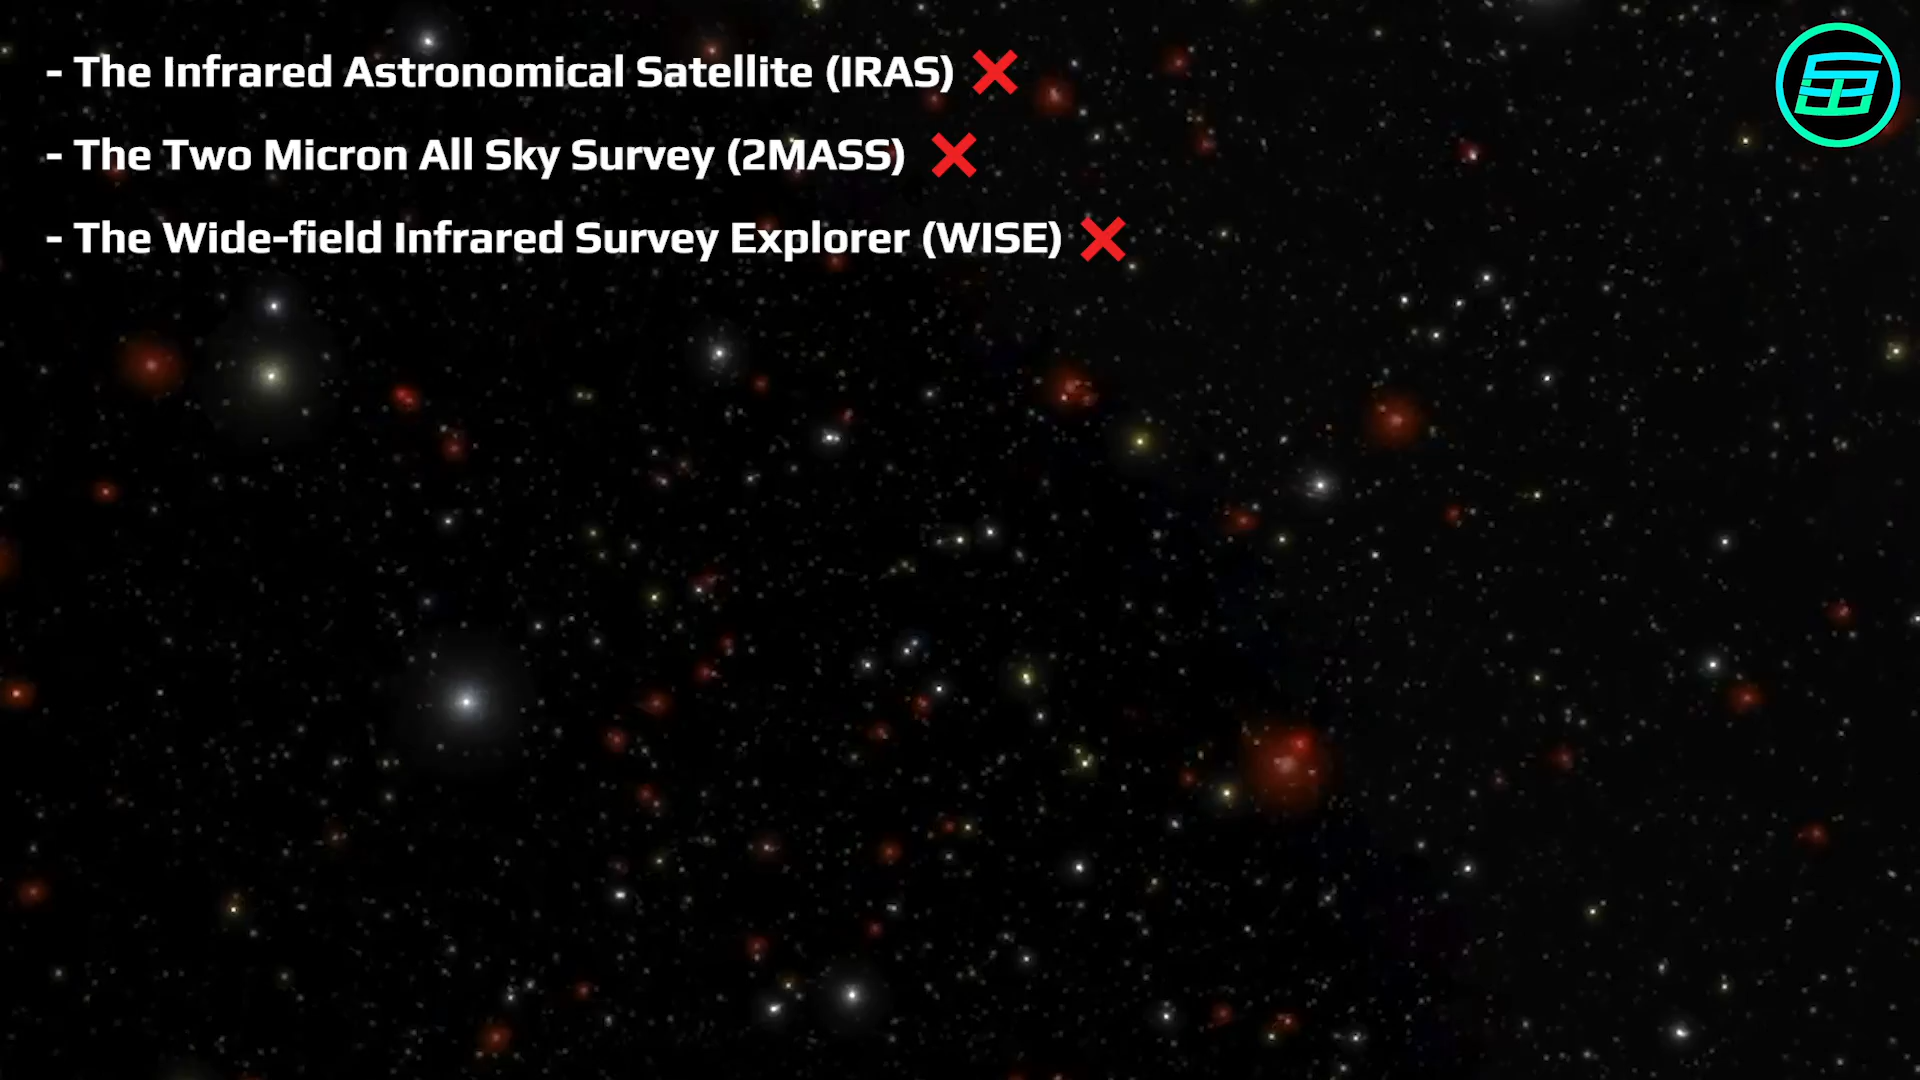 - The Infrared Astronomical Satellite (IRAS) ❌
- The Two Micron All Sky Survey (2MASS) ❌
- The Wide-field Infrared Survey Explorer (WISE) ❌